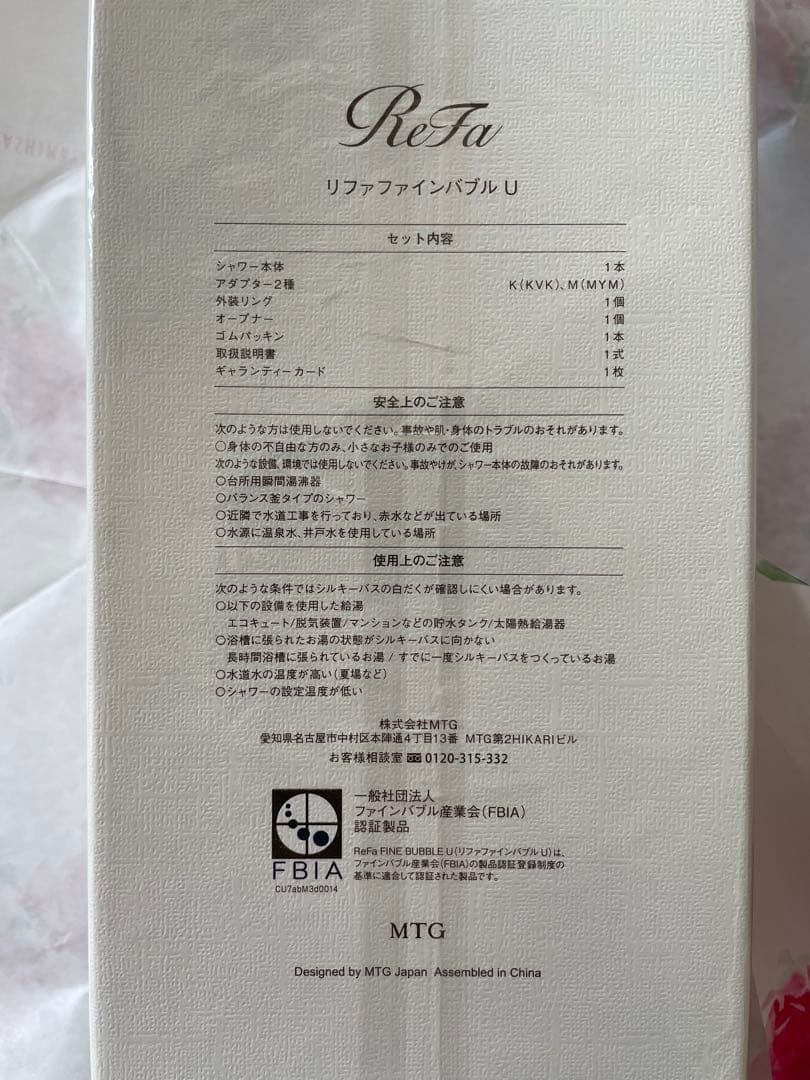 ReFa
リファファインバブル U
セット内容
シャワー本体 1本
アダプター2種 K(KVK)、M(MYM)
外装リング 1個
オープナー 1個
ゴムパッキン 1本
取扱説明書 1式
ギャランティーカード 1枚
安全上のご注意
次のような方は使用しないでください。事故や肌・身体のトラブルのおそれがあります。
○身体の不自由な方のみ、小さなお子様のみでのご使用
次のような設備、環境では使用しないでください。事故やけが、シャワー本体の故障のおそれがあります。
○台所用瞬間湯沸器
○バランス釜タイプのシャワー
○近隣で水道工事を行っており、赤水などが出ている場所
○水源に温泉水、井戸水を使用している場所
使用上のご注意
次のような条件ではシルキーバスの白だくが確認しにくい場合があります。
○以下の設備を使用した給湯
エコキュート/脱気装置/マンションなどの貯水タンク/太陽熱給湯器
○浴槽に張られたお湯の状態がシルキーバスに向かない
長時間浴槽に張られているお湯 / すでに一度シルキーバスをつくっているお湯
○水道水の温度が高い(夏場など)
○シャワーの設定温度が低い
株式会社MTG
愛知県名古屋市中村区本陣通4丁目13番 MTG第2HIKARIビル
お客様相談室 0120-315-332
一般社団法人
ファインバブル産業会(FBIA)
認証製品
ReFa FINE BUBBLE U(リファファインバブル U)は、
ファインバブル産業会(FBIA)の製品認証登録制度の
基準に適合して認証された製品です。
FBIA
CU7abM3d0014
MTG
Designed by MTG Japan Assembled in China